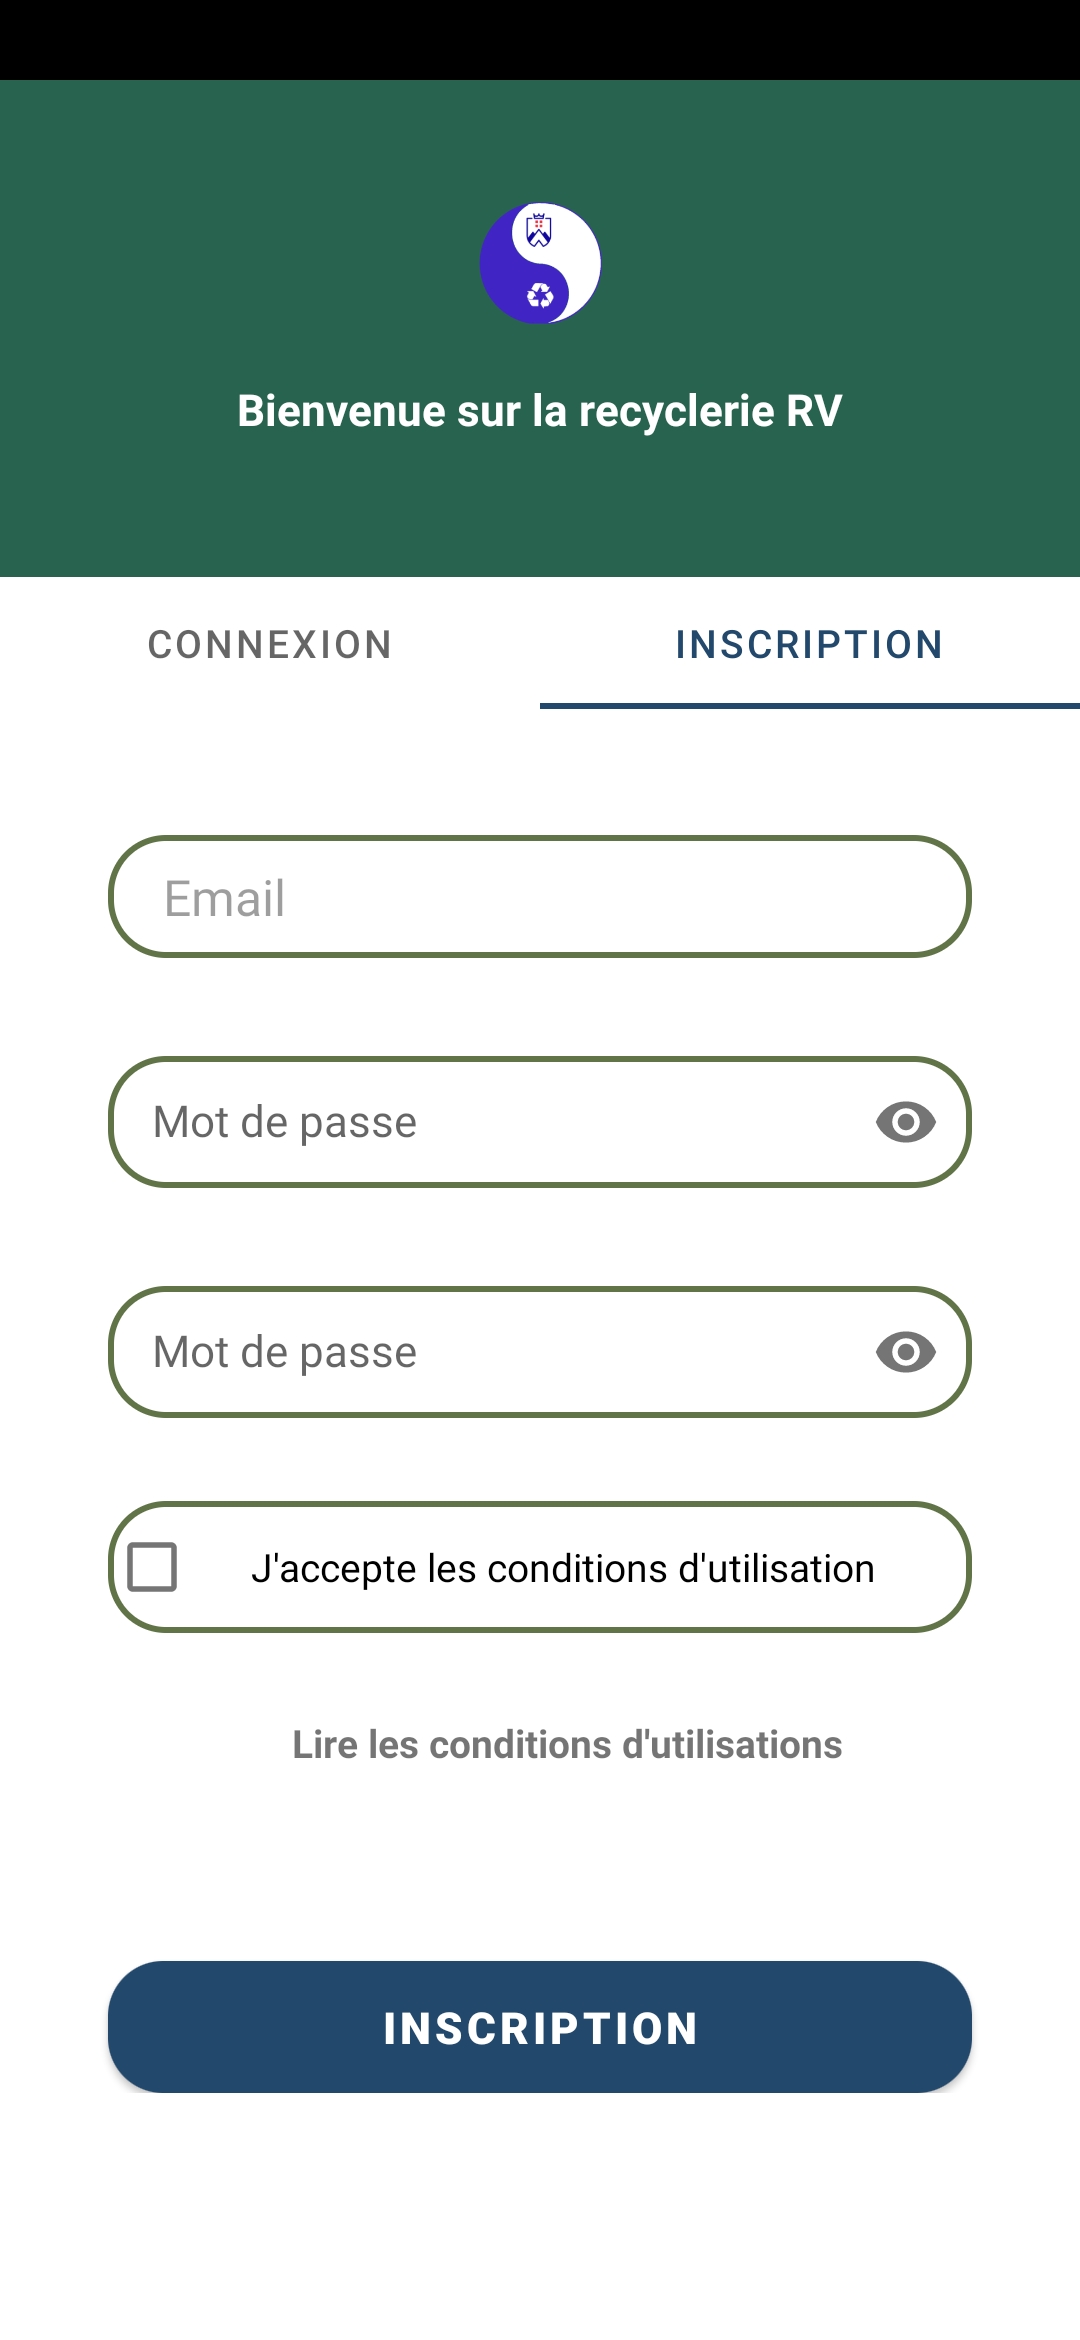 Bienvenue sur la recyclerie RV
CONNEXION
INSCRIPTION
Email
Mot de passe
Mot de passe
J'accepte les conditions d'utilisation
Lire les conditions d'utilisations
INSCRIPTION